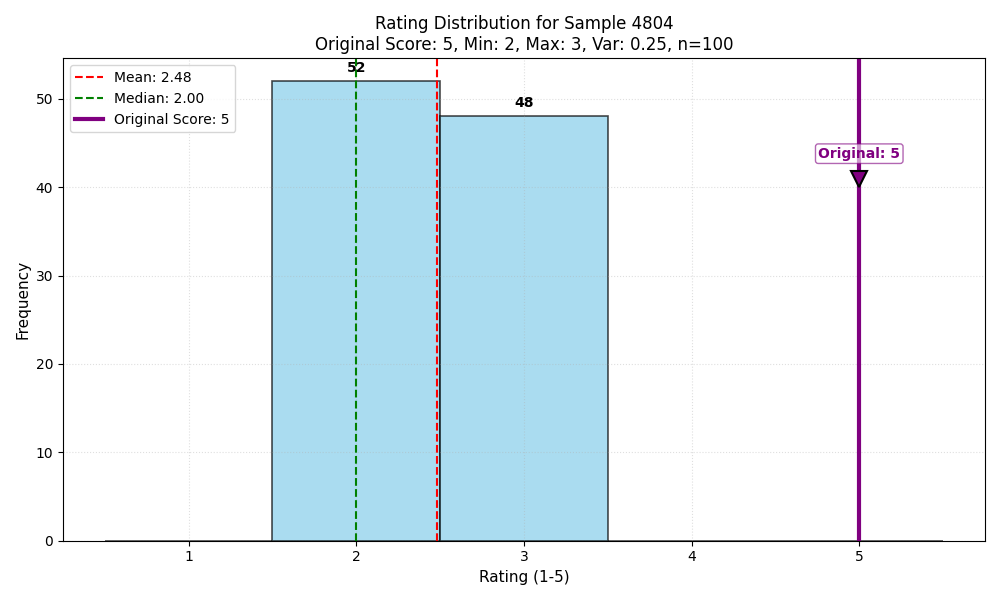 Rating Distribution for Sample 4804
Original Score: 5, Min: 2, Max: 3, Var: 0.25, n=100
Mean: 2.48
Median: 2.00
Original Score: 5
52
48
Original: 5
Frequency
50
40
30
20
10
0
1 2 3 4 5
Rating (1-5)